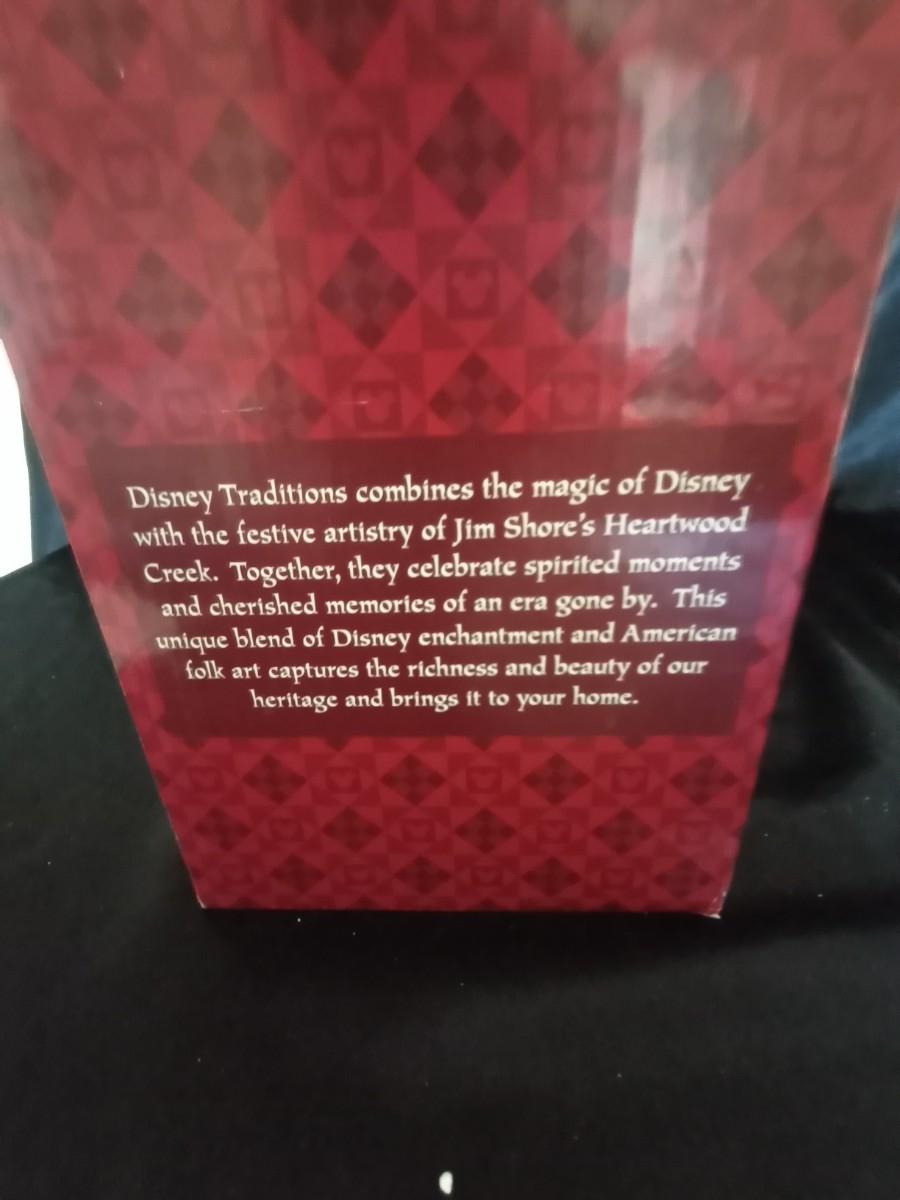 Disney Traditions combines the magic of Disney
with the festive artistry of Jim Shore's Heartwood
Creek. Together, they celebrate spirited moments
and cherished memories of an era gone by. This
unique blend of Disney enchantment and American
folk art captures the richness and beauty of our
heritage and brings it to your home.